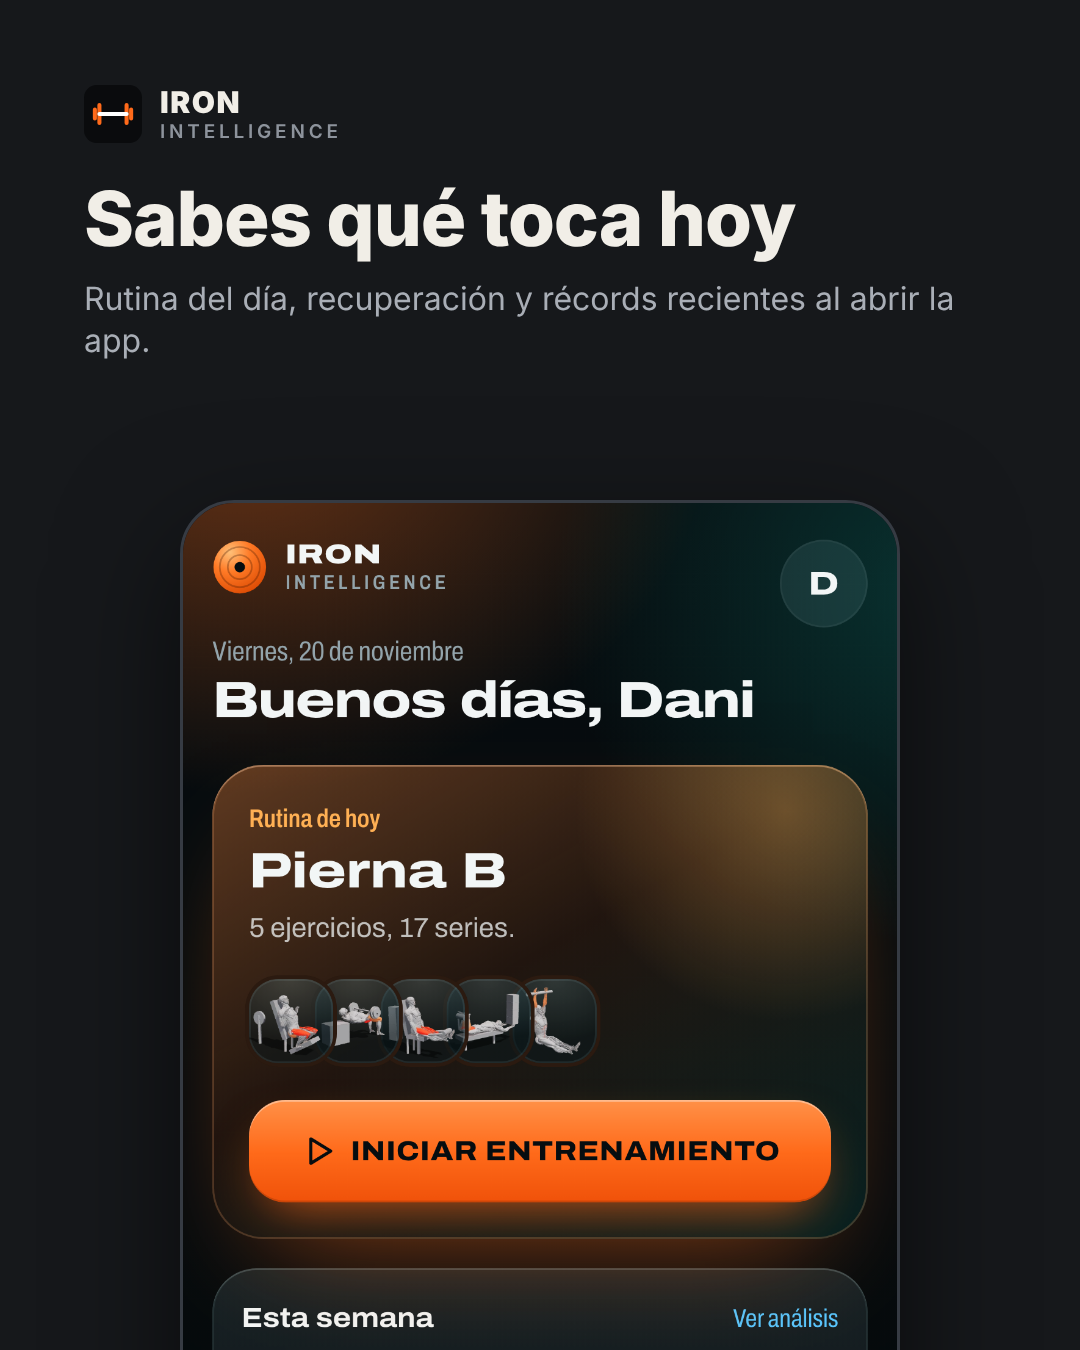 IRON
INTELLIGENCE
Sabes qué toca hoy
Rutina del día, recuperación y récords recientes al abrir la
app.
IRON
INTELLIGENCE
D
Viernes, 20 de noviembre
Buenos días, Dani
Rutina de hoy
Pierna B
5 ejercicios, 17 series.
INICIAR ENTRENAMIENTO
Esta semana
Ver análisis